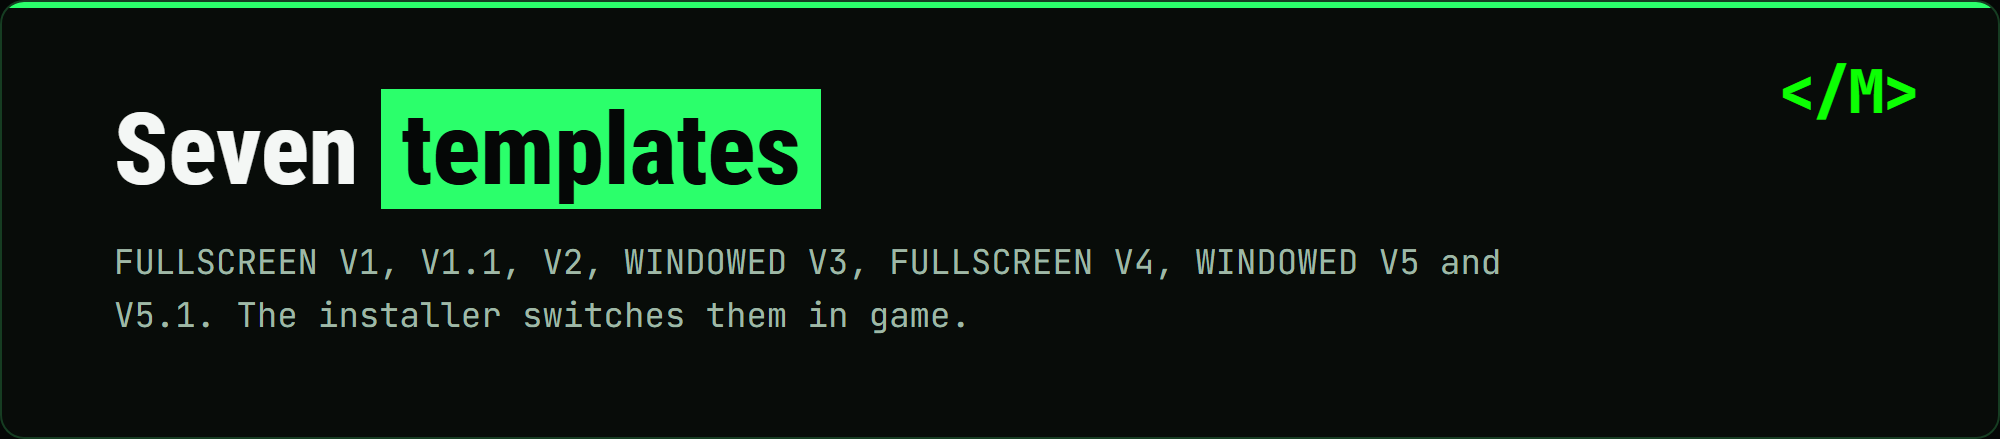 </M>
Seven templates
FULLSCREEN V1, V1.1, V2, WINDOWED V3, FULLSCREEN V4, WINDOWED V5 and
V5.1. The installer switches them in game.